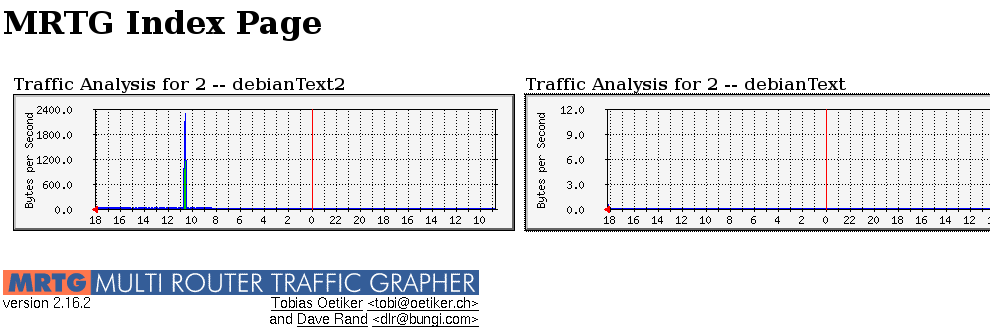 MRTG Index Page
Traffic Analysis for 2 -- debianText2
Traffic Analysis for 2 -- debianText
Bytes per Second
2400.0
1800.0
1200.0
600.0
0.0
18 16 14 12 10 8 6 4 2 0 22 20 18 16 14 12 10
Bytes per Second
12.0
9.0
6.0
3.0
0.0
18 16 14 12 10 8 6 4 2 0 22 20 18 16 14 12
MRTG MULTI ROUTER TRAFFIC GRAPHER
version 2.16.2
Tobias Oetiker <tobi@oetiker.ch>
and Dave Rand <dlr@bungi.com>